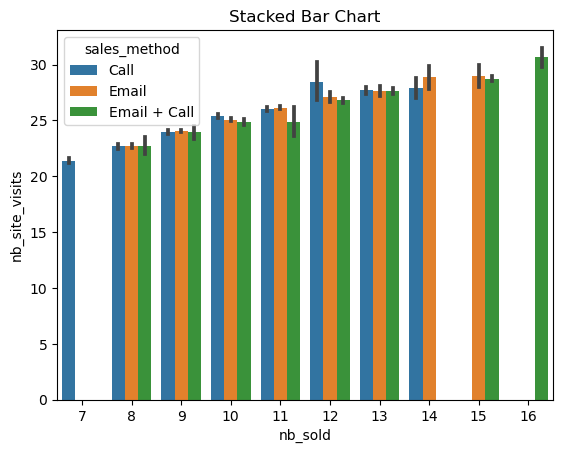 Stacked Bar Chart
sales_method
Call
Email
Email + Call
nb_site_visits
30
25
20
15
10
5
0
7 8 9 10 11 12 13 14 15 16
nb_sold